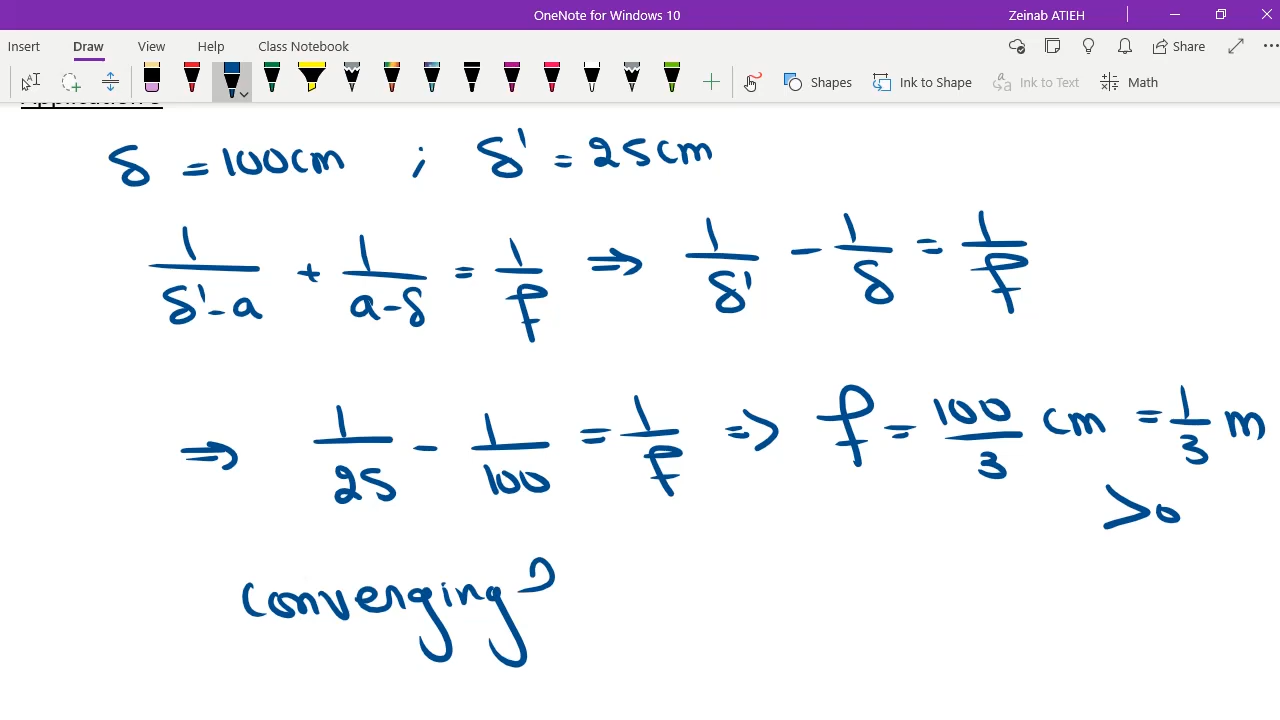 OneNote for Windows 10 Zeinab ATIEH
Insert Draw View Help Class Notebook Share
Shapes Ink to Shape Ink to Text Math
δ = 100cm ; δ' = 25cm
1/(δ'-a) + 1/(a-δ) = 1/f ⇒ 1/δ' - 1/δ = 1/f
⇒ 1/25 - 1/100 = 1/f ⇒ f = 100/3 cm = 1/3 m
>0
converging